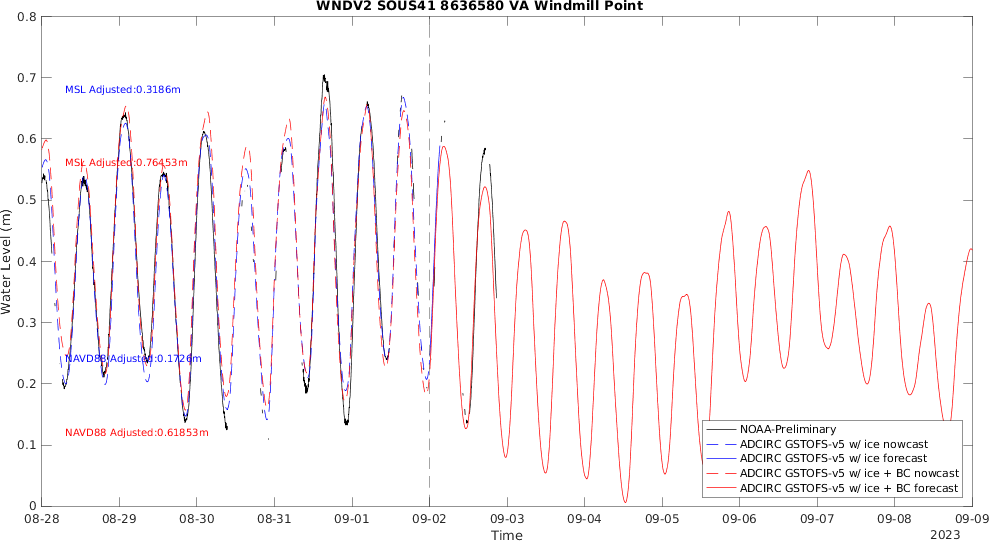 WNDV2 SOUS41 8636580 VA Windmill Point
0.8
0.7
0.6
0.5
0.4
0.3
0.2
0.1
0
Water Level (m)
MSL Adjusted:0.3186m
MSL Adjusted:0.76453m
NAVD88 Adjusted:0.1726m
NAVD88 Adjusted:0.61853m
NOAA-Preliminary
ADCIRC GSTOFS-v5 w/ ice nowcast
ADCIRC GSTOFS-v5 w/ ice forecast
ADCIRC GSTOFS-v5 w/ ice + BC nowcast
ADCIRC GSTOFS-v5 w/ ice + BC forecast
08-28 08-29 08-30 08-31 09-01 09-02 09-03 09-04 09-05 09-06 09-07 09-08 09-09
Time
2023